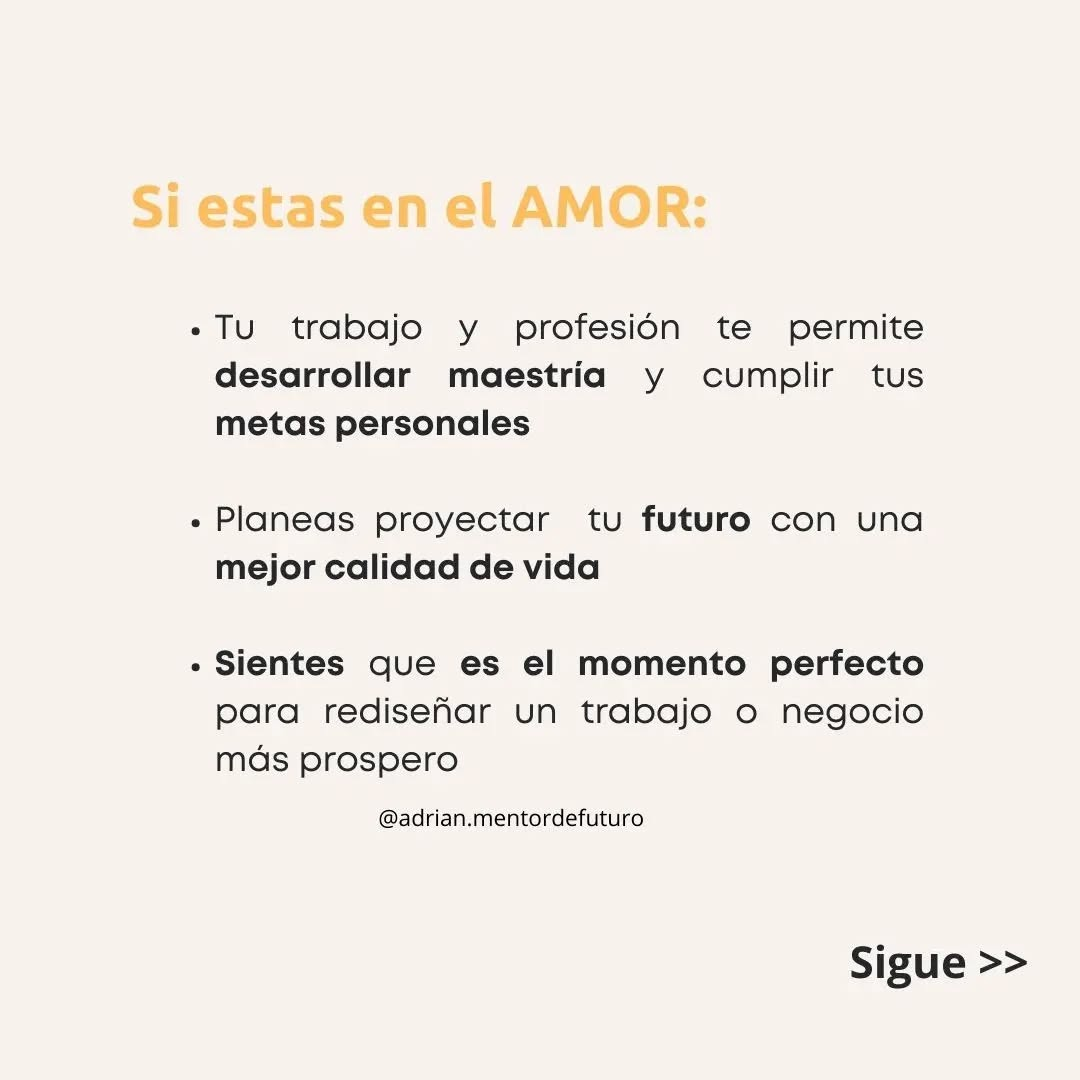 Si estas en el AMOR:
• Tu trabajo y profesión te permite
desarrollar maestría y cumplir tus
metas personales
• Planeas proyectar tu futuro con una
mejor calidad de vida
• Sientes que es el momento perfecto
para rediseñar un trabajo o negocio
más prospero
@adrian.mentordefuturo
Sigue >>